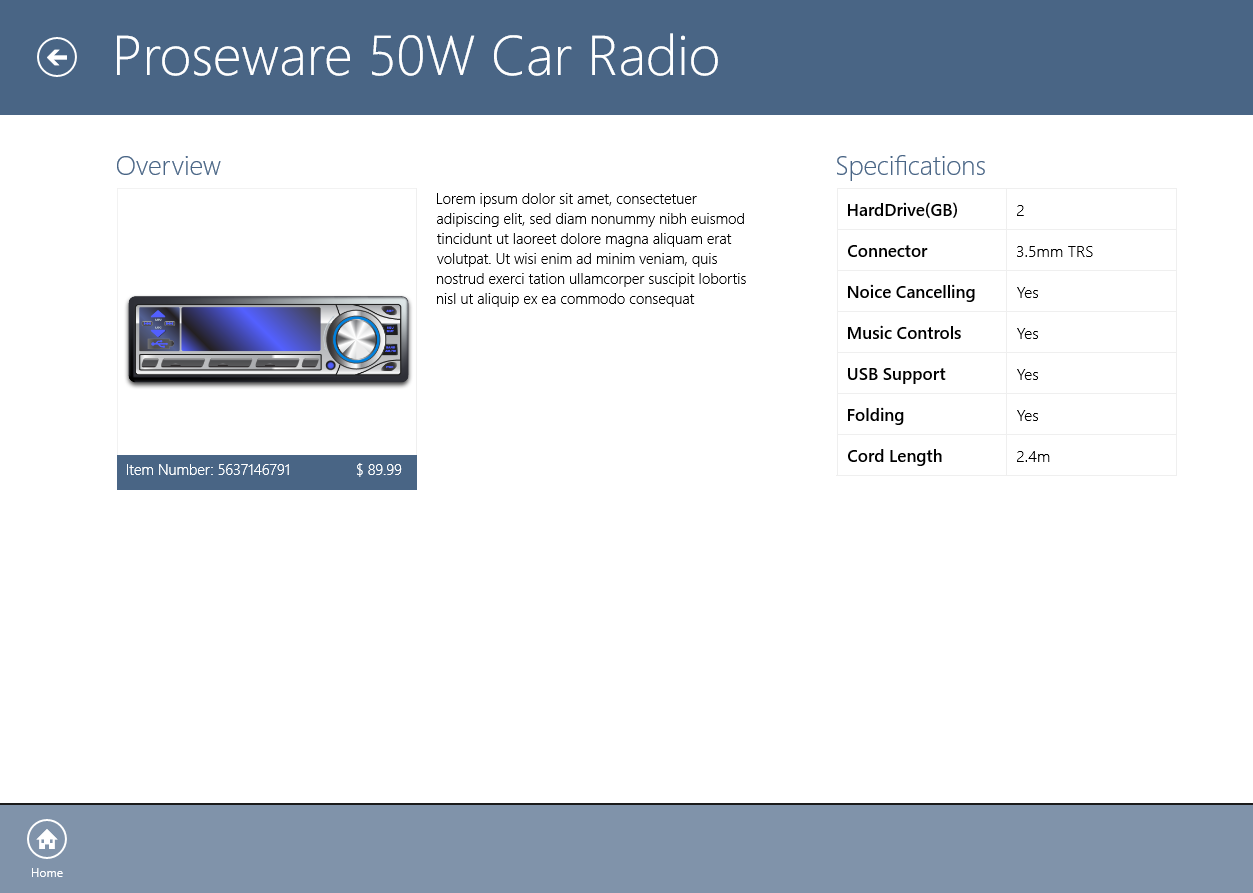 Proseware 50W Car Radio
Overview
Lorem ipsum dolor sit amet, consectetuer
adipiscing elit, sed diam nonummy nibh euismod
tincidunt ut laoreet dolore magna aliquam erat
volutpat. Ut wisi enim ad minim veniam, quis
nostrud exerci tation ullamcorper suscipit lobortis
nisl ut aliquip ex ea commodo consequat
Item Number: 5637146791 $ 89.99
Specifications
HardDrive(GB) 2
Connector 3.5mm TRS
Noice Cancelling Yes
Music Controls Yes
USB Support Yes
Folding Yes
Cord Length 2.4m
Home